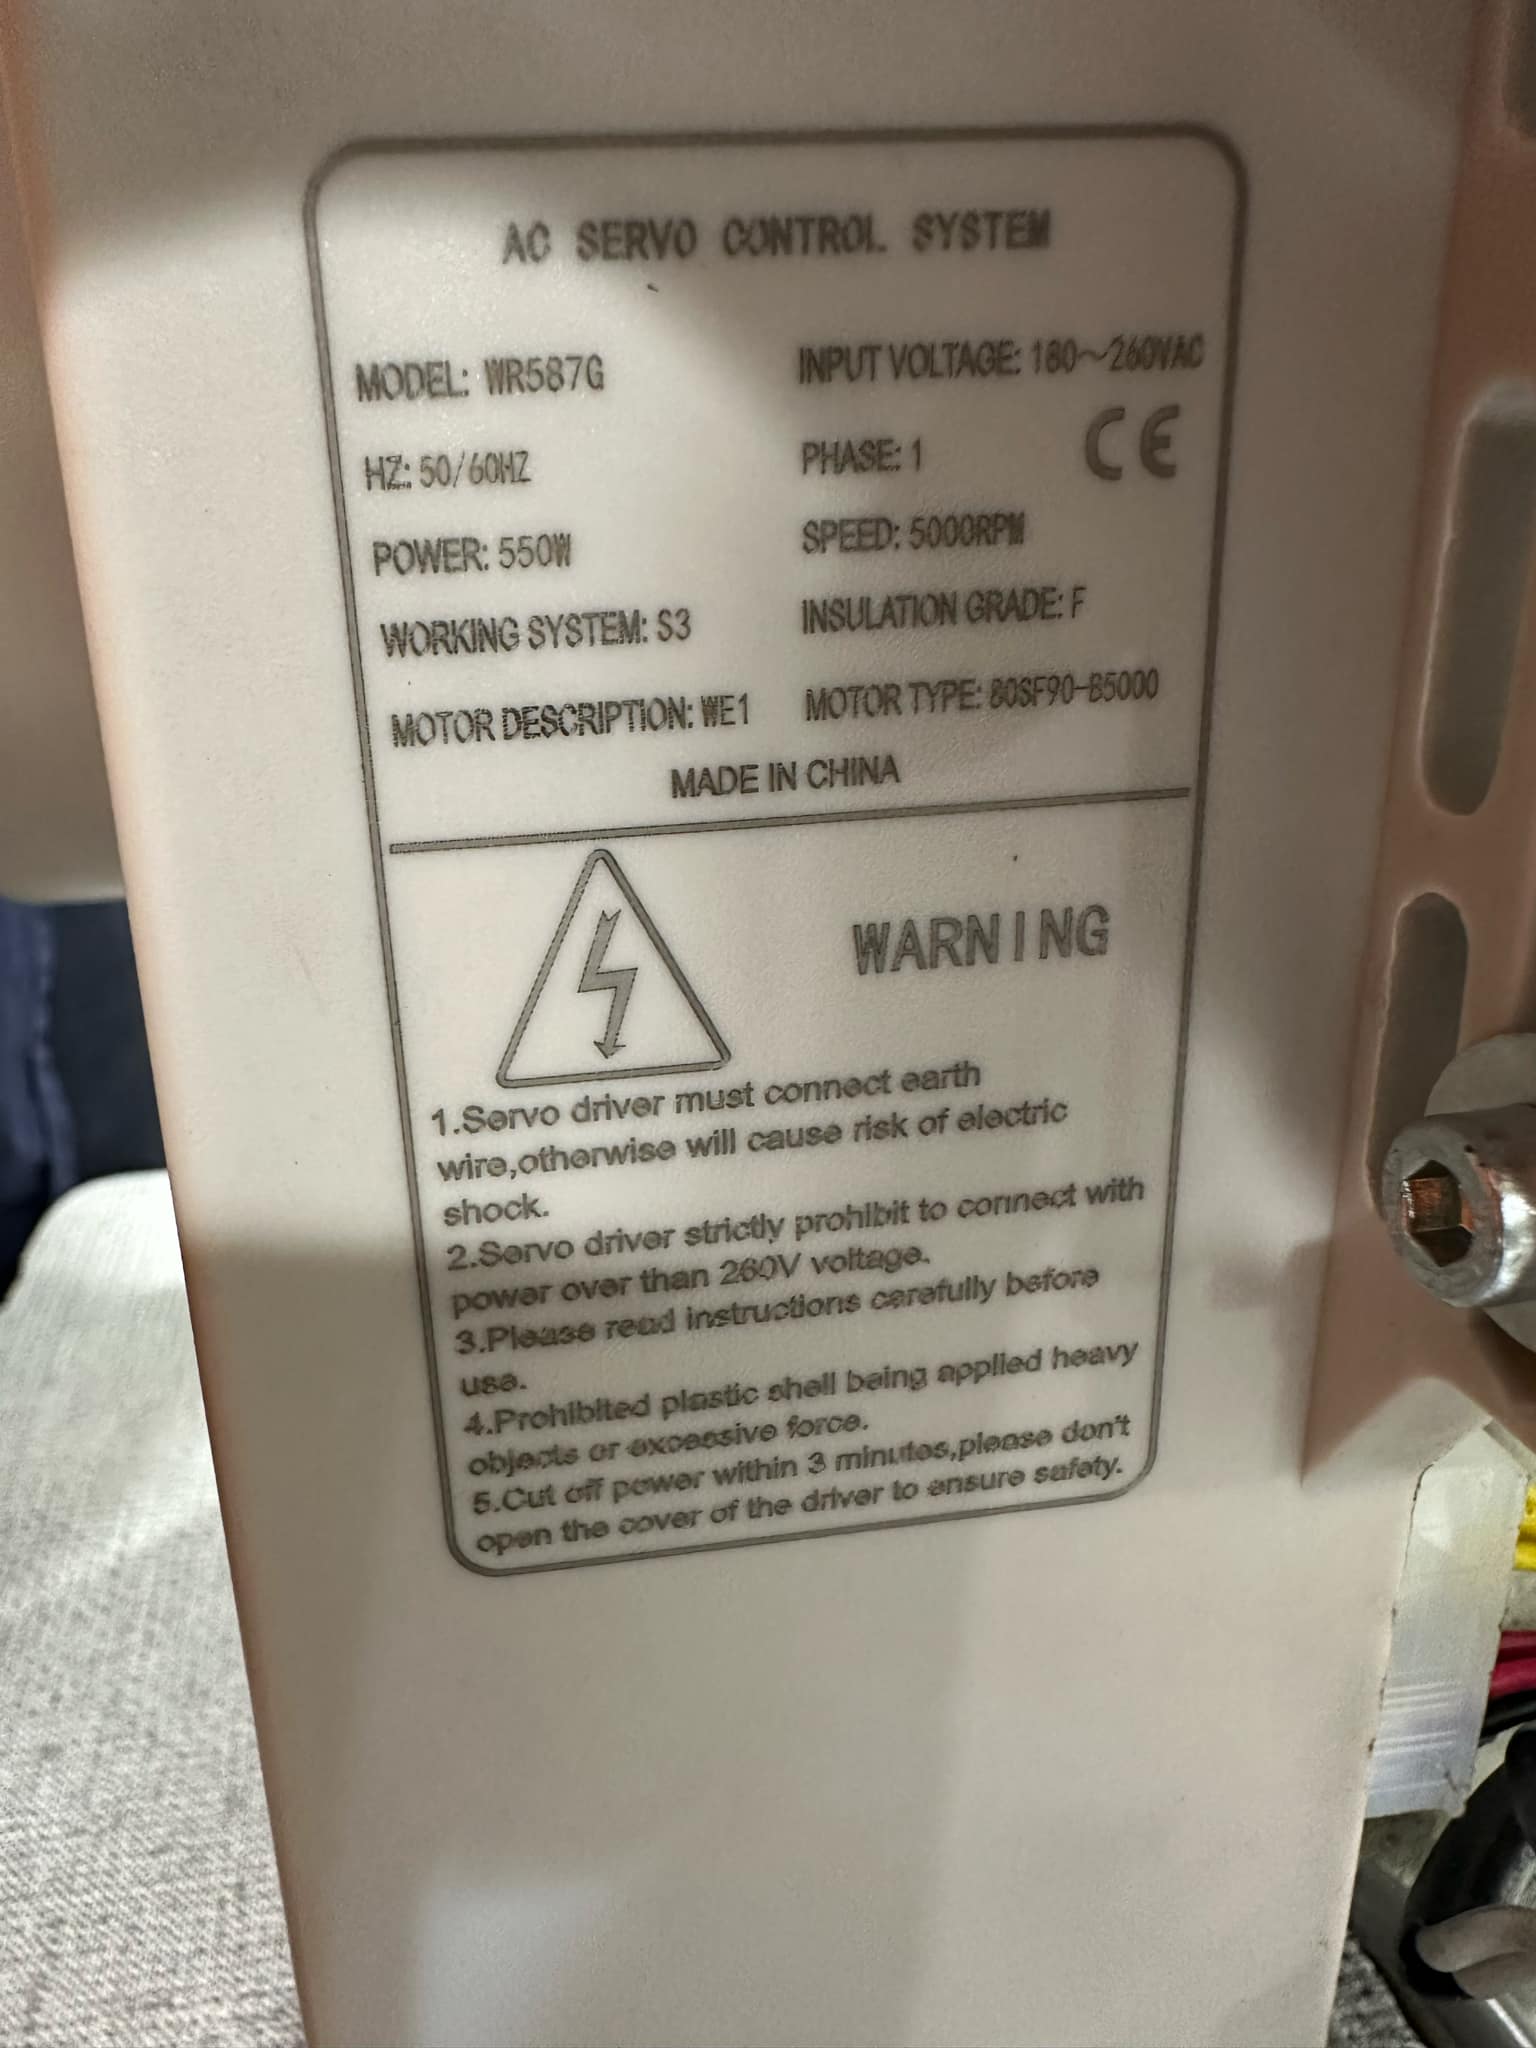 AC SERVO CONTROL SYSTEM
MODEL: WR587G INPUT VOLTAGE: 180~260VAC
HZ: 50/60HZ PHASE: 1 CE
POWER: 550W SPEED: 5000RPM
WORKING SYSTEM: S3 INSULATION GRADE: F
MOTOR DESCRIPTION: WE1 MOTOR TYPE: 80SF90-B5000
MADE IN CHINA
WARNING
1.Servo driver must connect earth
wire,otherwise will cause risk of electric
shock.
2.Servo driver strictly prohibit to connect with
power over than 260V voltage.
3.Please read instructions carefully before
use.
4.Prohibited plastic shell being applied heavy
objects or excessive force.
5.Cut off power within 3 minutes,please don't
open the cover of the driver to ensure safety.